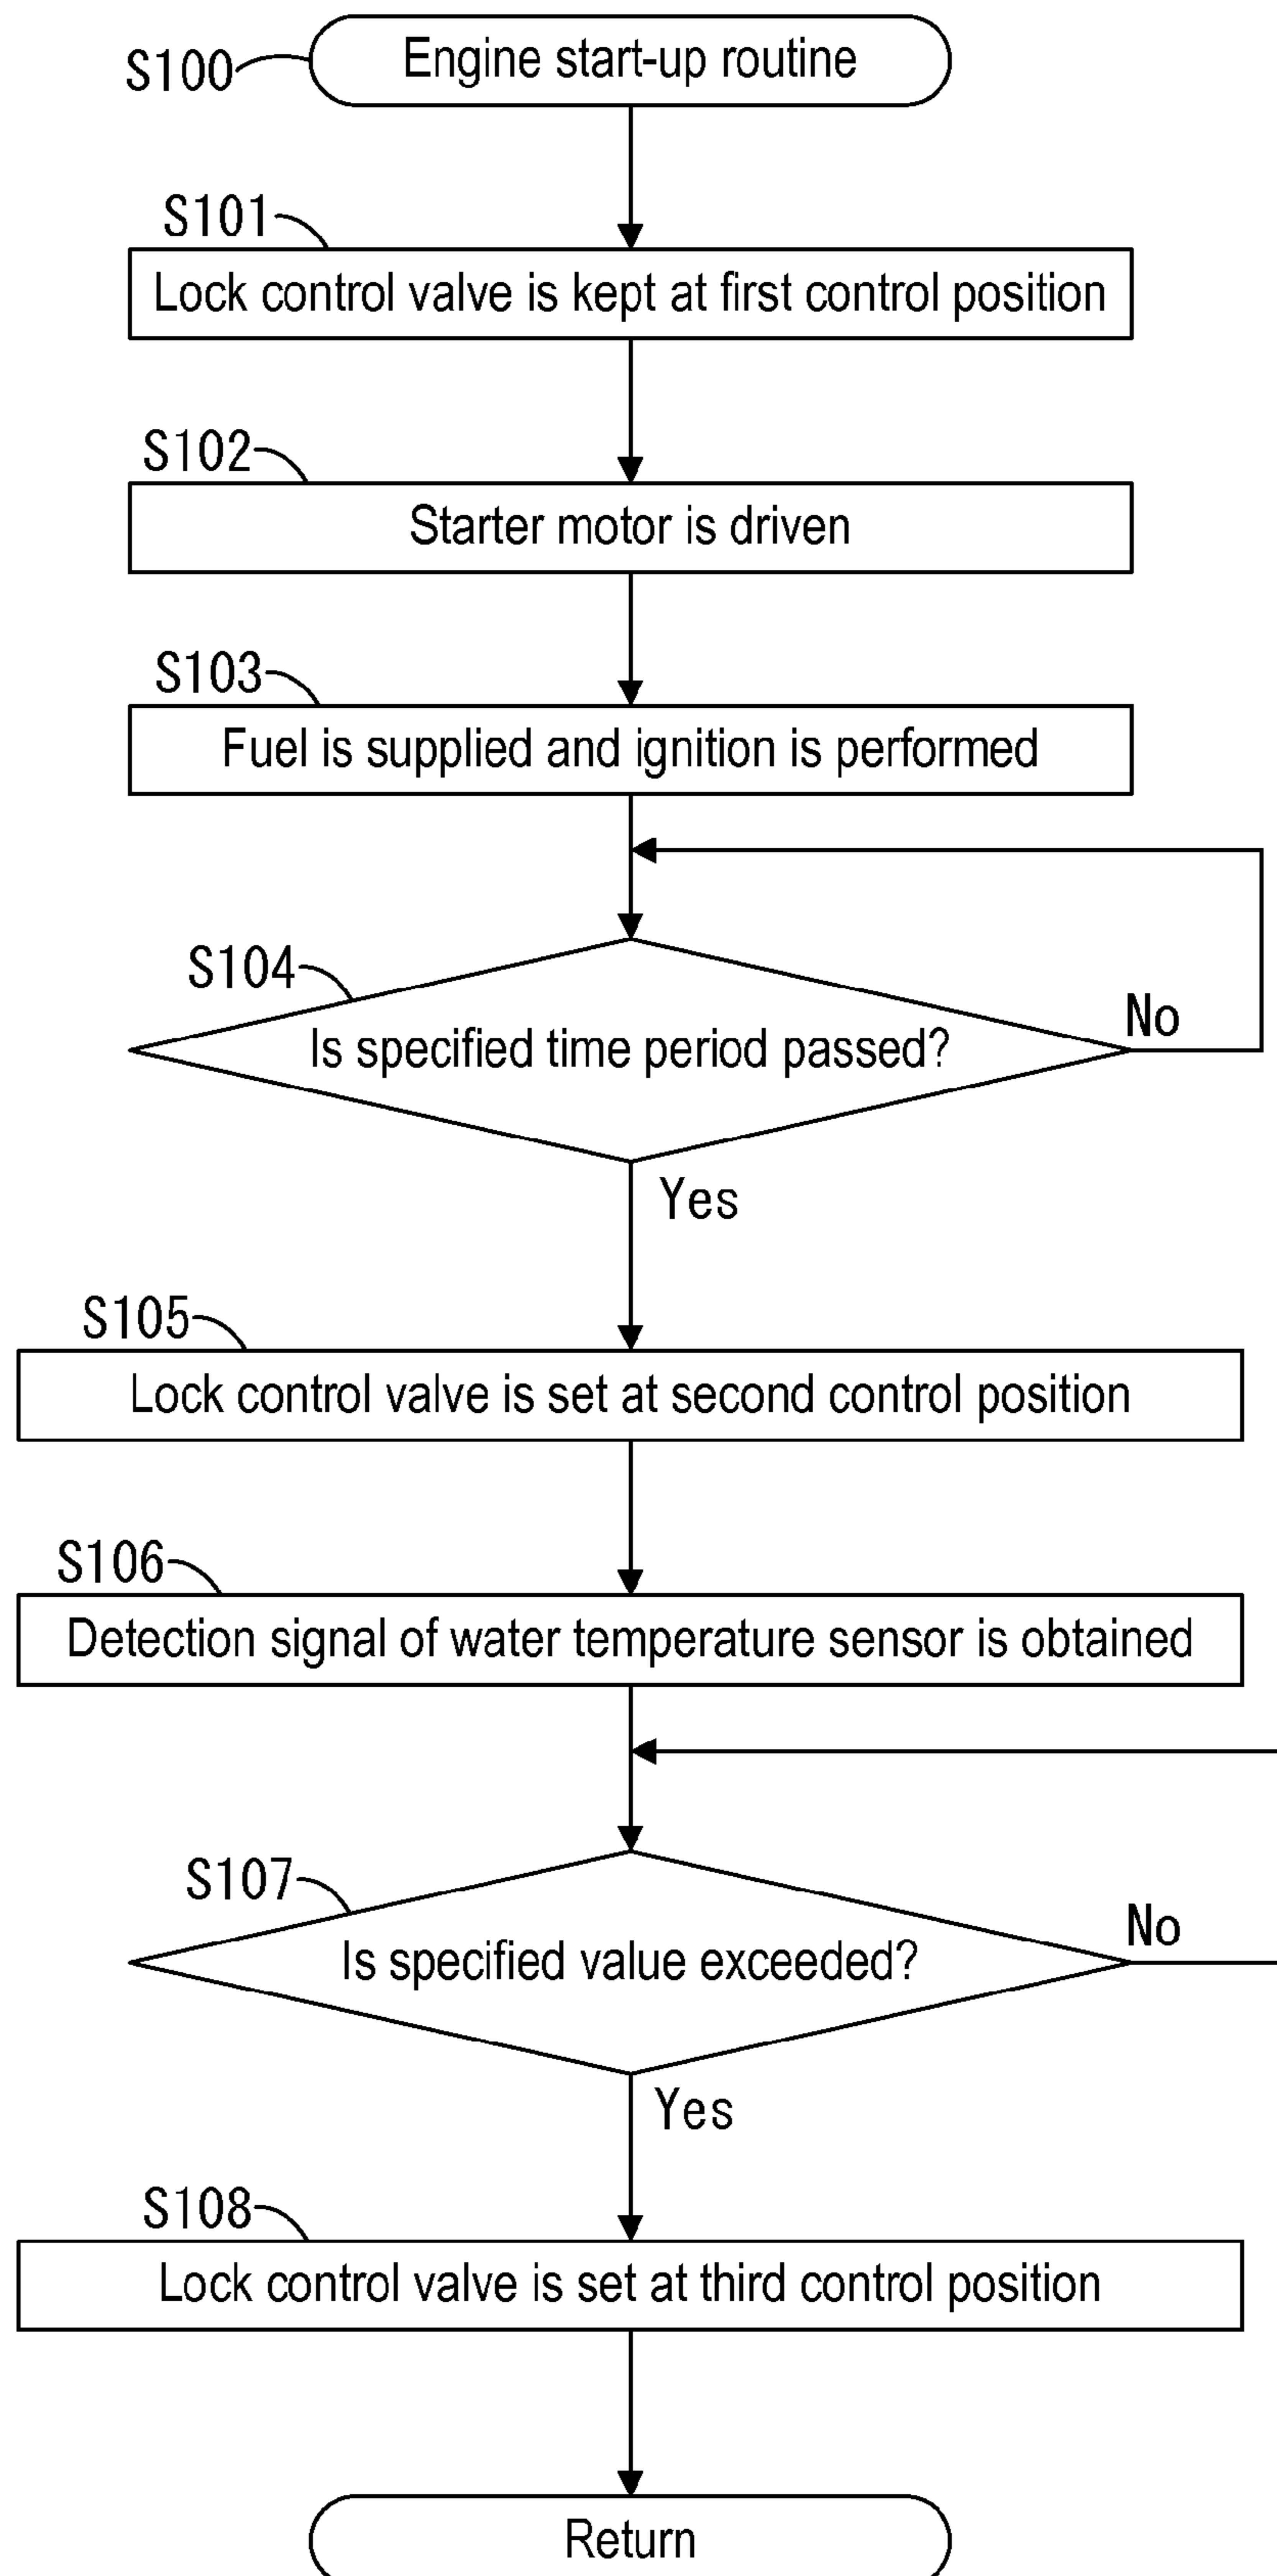 S100
Engine start-up routine
S101
Lock control valve is kept at first control position
S102
Starter motor is driven
S103
Fuel is supplied and ignition is performed
S104
Is specified time period passed?
No
Yes
S105
Lock control valve is set at second control position
S106
Detection signal of water temperature sensor is obtained
S107
Is specified value exceeded?
No
Yes
S108
Lock control valve is set at third control position
Return